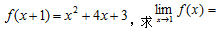 f(x+1)=x²+4x+3，求 lim_{x→1} f(x)=